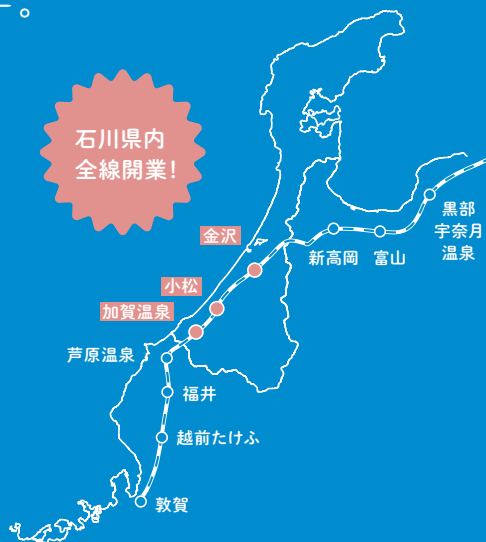 す。
石川県内
全線開業!
金沢
小松
加賀温泉
芦原温泉
福井
越前たけふ
敦賀
新高岡
富山
黒部
宇奈月
温泉